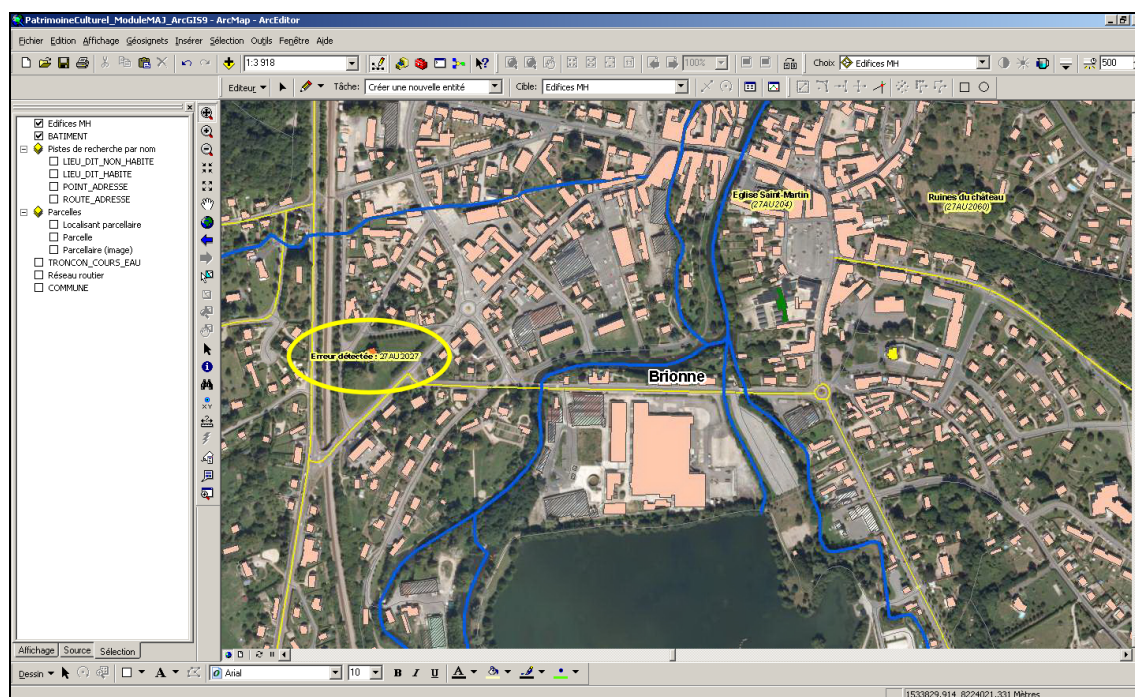 PatrimoineCulturel_ModuleMAJ_ArcGIS9 - ArcMap - ArcEditor
Fichier Edition Affichage Géosignets Insérer Sélection Outils Fenêtre Aide
1:3 918
100%
Choix
Edifices MH
500
Editeur
Tâche:
Créer une nouvelle entité
Cible:
Edifices MH
Edifices MH
BATIMENT
Pistes de recherche par nom
LIEU_DIT_NON_HABITE
LIEU_DIT_HABITE
POINT_ADRESSE
ROUTE_ADRESSE
Parcelles
Localisant parcellaire
Parcelle
Parcellaire (image)
TRONCON_COURS_EAU
Réseau routier
COMMUNE
Eglise Saint-Martin
(27AU204)
Ruines du château
(27AU2060)
Erreur détectée : 27AU2027
Brionne
XY
Affichage Source Sélection
Dessin
A
Arial
10
B I U A
1533829,914 8224021,331 Mètres